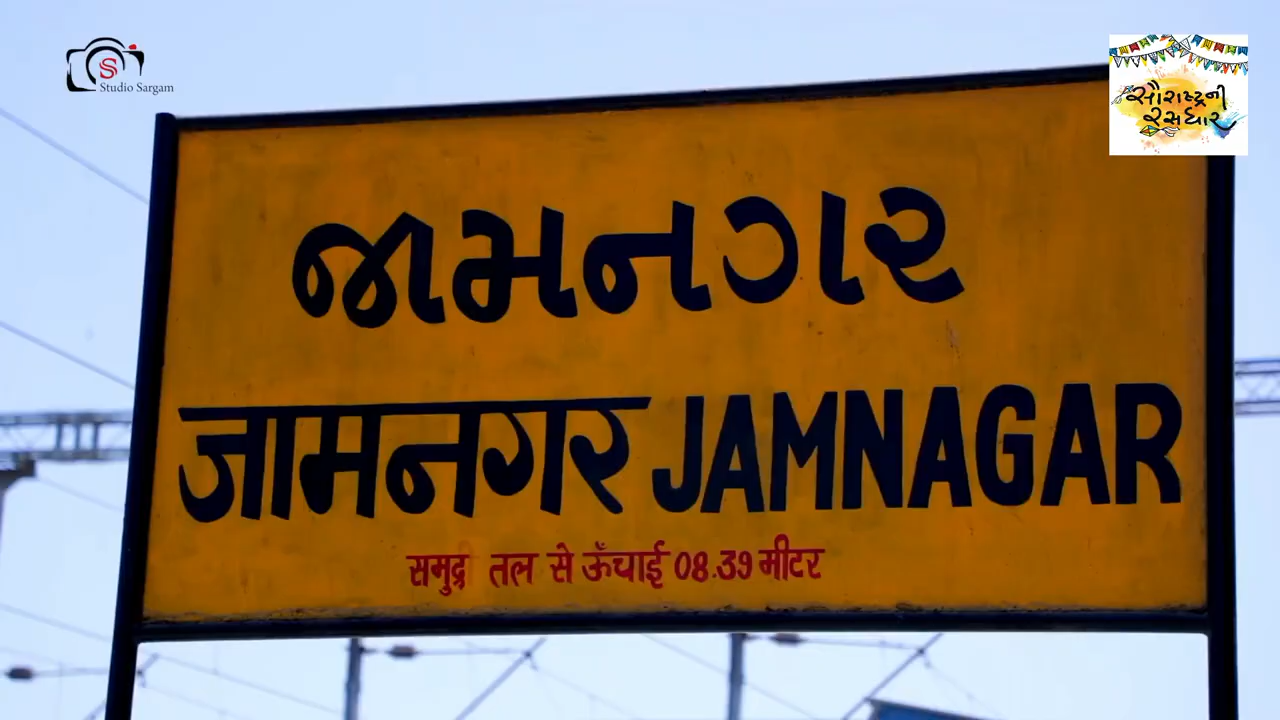 Studio Sargam
સૌરાષ્ટ્રની
રસધાર
જામનગર
जामनगर JAMNAGAR
समुद्री तल से ऊँचाई 08.39 मीटर